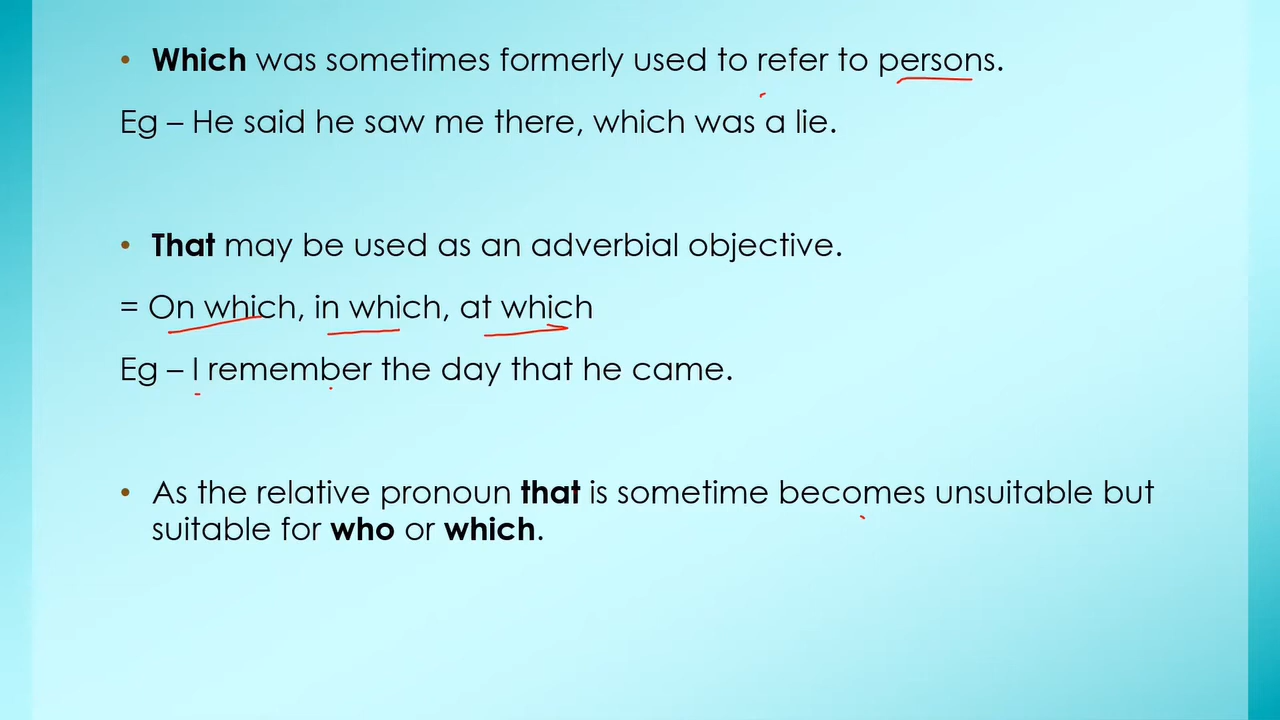 • Which was sometimes formerly used to refer to persons.
Eg – He said he saw me there, which was a lie.
• That may be used as an adverbial objective.
= On which, in which, at which
Eg – I remember the day that he came.
• As the relative pronoun that is sometime becomes unsuitable but
suitable for who or which.